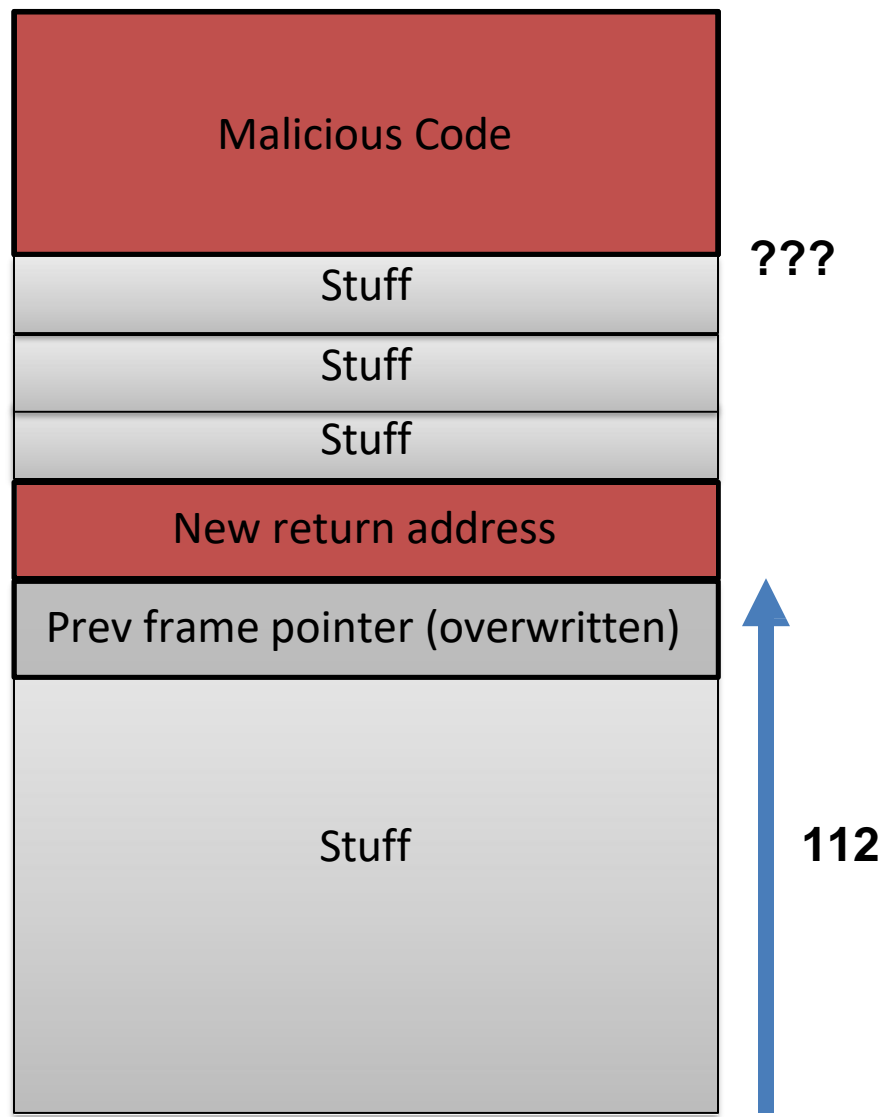 Malicious Code
???
Stuff
Stuff
Stuff
New return address
Prev frame pointer (overwritten)
Stuff
112